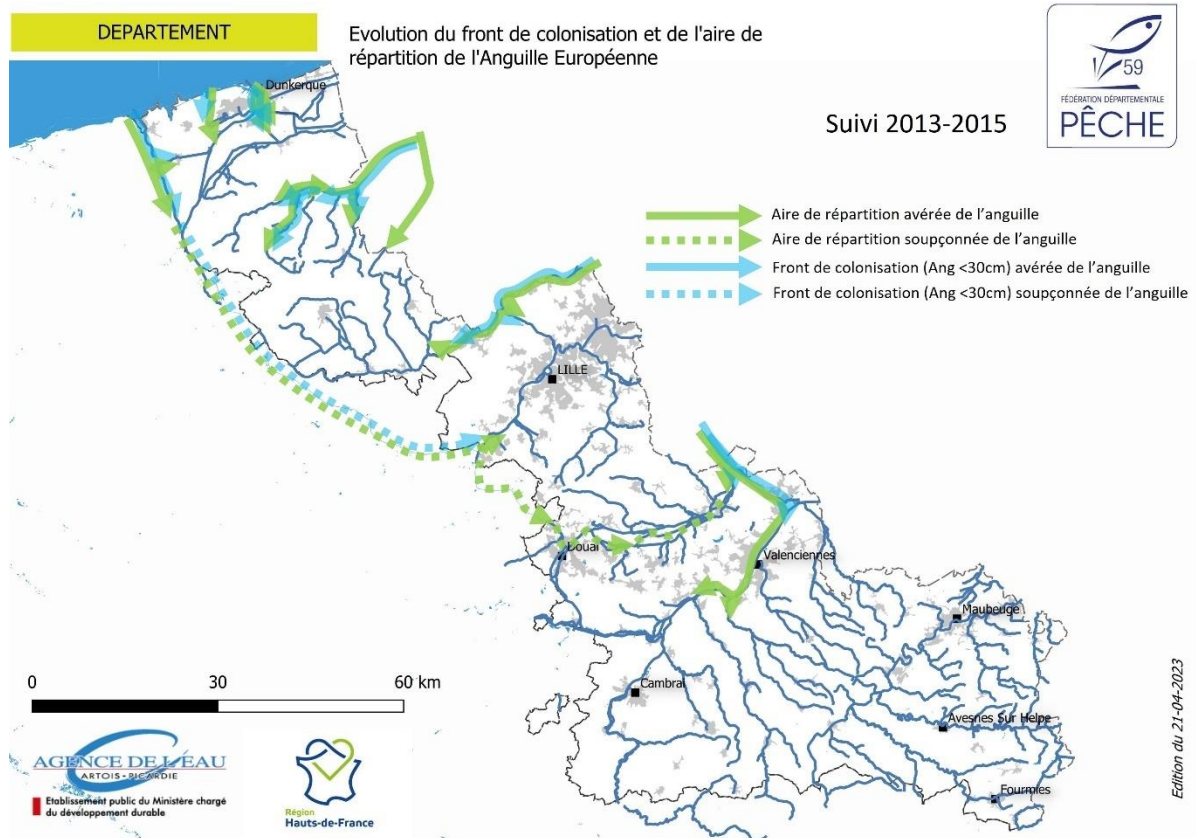 DEPARTEMENT
Evolution du front de colonisation et de l'aire de
répartition de l'Anguille Européenne
59
FÉDÉRATION DÉPARTEMENTALE
PÊCHE
Suivi 2013-2015
Dunkerque
Aire de répartition avérée de l'anguille
Aire de répartition soupçonnée de l'anguille
Front de colonisation (Ang <30cm) avérée de l'anguille
Front de colonisation (Ang <30cm) soupçonnée de l'anguille
LILLE
Douai
Valenciennes
Maubeuge
Cambrai
Avesnes Sur Helpe
Fourmies
0 30 60 km
AGENCE DE L'EAU
ARTOIS - PICARDIE
Etablissement public du Ministère chargé
du développement durable
Région
Hauts-de-France
Edition du 21-04-2023